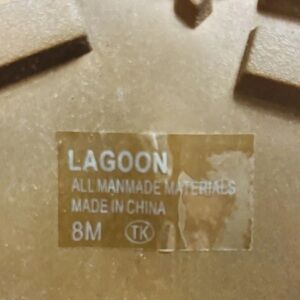 LAGOON
ALL MANMADE MATERIALS
MADE IN CHINA
8M TK